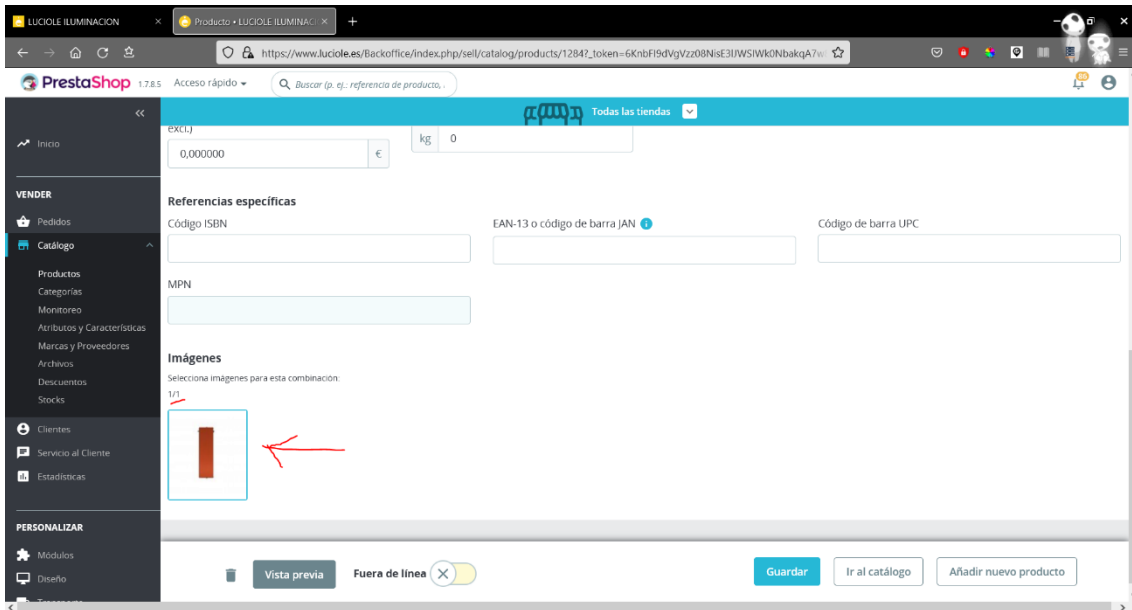 LUCIOLE ILUMINACION
Producto • LUCIOLE ILUMINACI
https://www.luciole.es/Backoffice/index.php/sell/catalog/products/1284?_token=6KnbFl9dVgVzz08NisE3IJWSIWk0NbakqA7w
PrestaShop 1.7.8.5 Acceso rápido Buscar (p. ej.: referencia de producto, .
Todas las tiendas
Inicio
VENDER
Pedidos
Catálogo
Productos
Categorías
Monitoreo
Atributos y Características
Marcas y Proveedores
Archivos
Descuentos
Stocks
Clientes
Servicio al Cliente
Estadísticas
PERSONALIZAR
Módulos
Diseño
Transporte
excl.)
0,000000 €
kg 0
Referencias específicas
Código ISBN EAN-13 o código de barra JAN Código de barra UPC
MPN
Imágenes
Selecciona imágenes para esta combinación:
1/1
Vista previa Fuera de línea Guardar Ir al catálogo Añadir nuevo producto